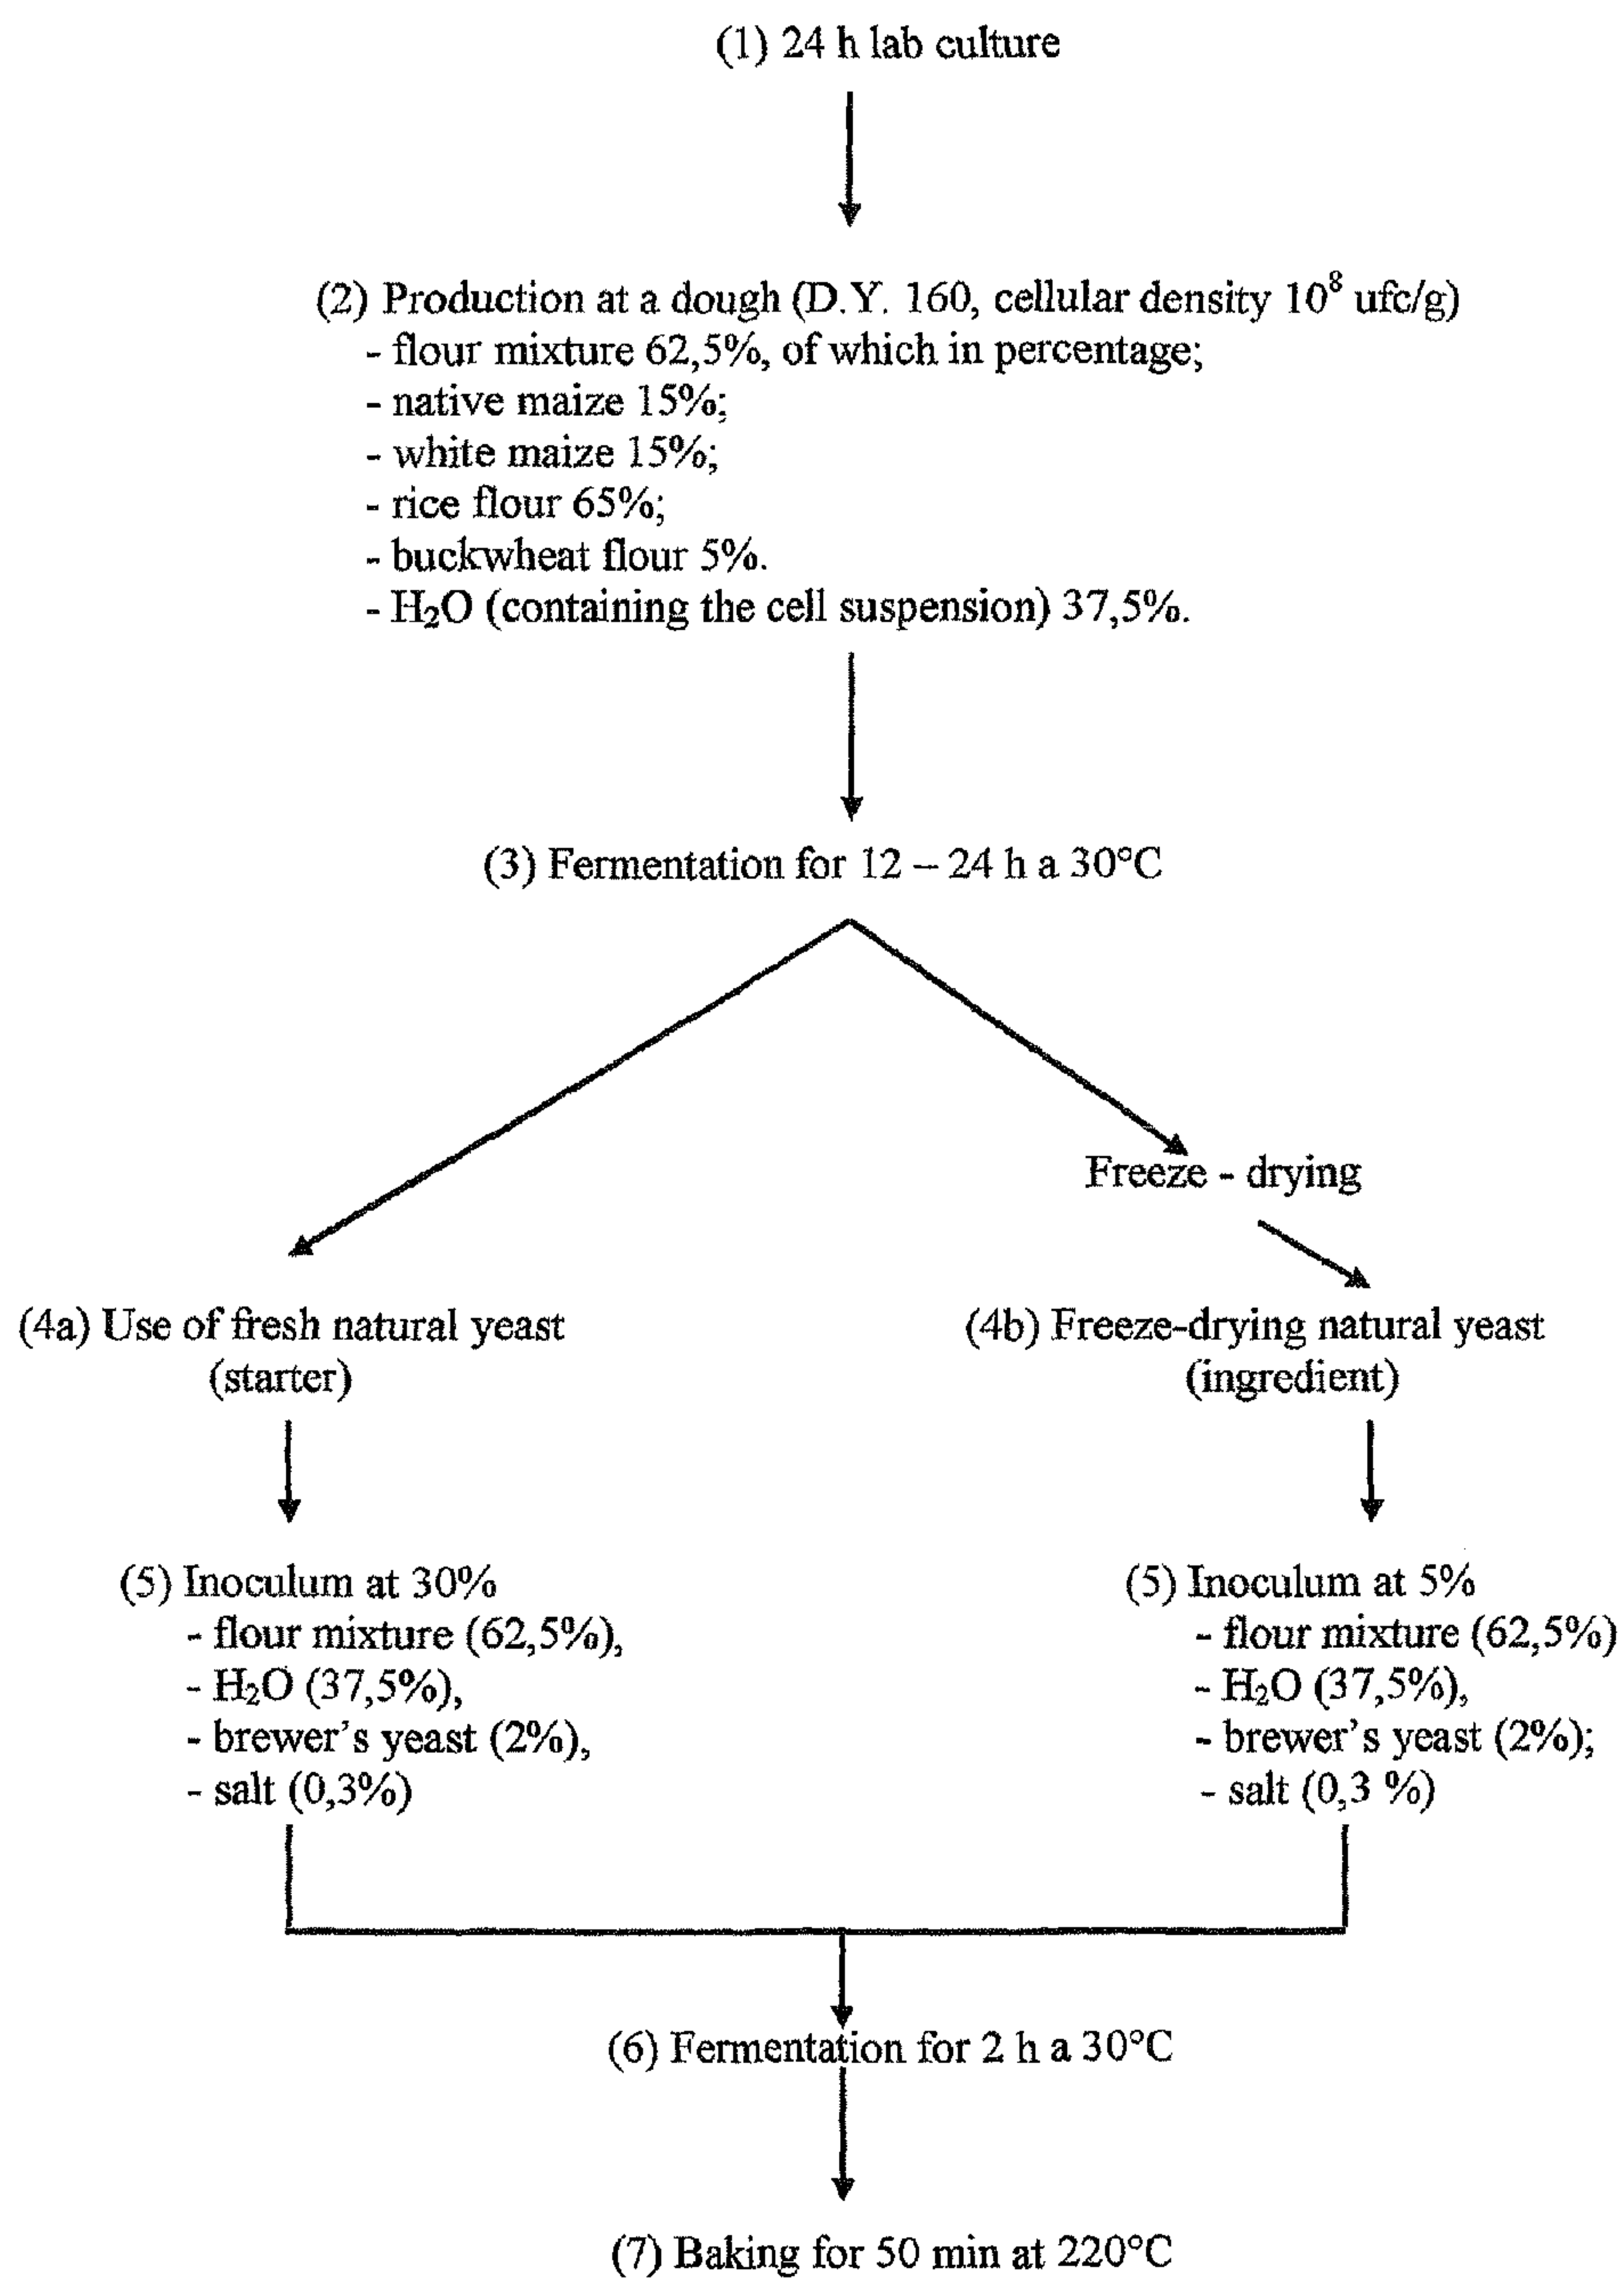 (1) 24 h lab culture
(2) Production at a dough (D.Y. 160, cellular density 10⁸ ufc/g)
- flour mixture 62,5%, of which in percentage;
- native maize 15%;
- white maize 15%;
- rice flour 65%;
- buckwheat flour 5%.
- H₂O (containing the cell suspension) 37,5%.
(3) Fermentation for 12 – 24 h a 30°C
Freeze - drying
(4a) Use of fresh natural yeast
(starter)
(4b) Freeze-drying natural yeast
(ingredient)
(5) Inoculum at 30%
- flour mixture (62,5%),
- H₂O (37,5%),
- brewer's yeast (2%),
- salt (0,3%)
(5) Inoculum at 5%
- flour mixture (62,5%)
- H₂O (37,5%),
- brewer's yeast (2%);
- salt (0,3 %)
(6) Fermentation for 2 h a 30°C
(7) Baking for 50 min at 220°C